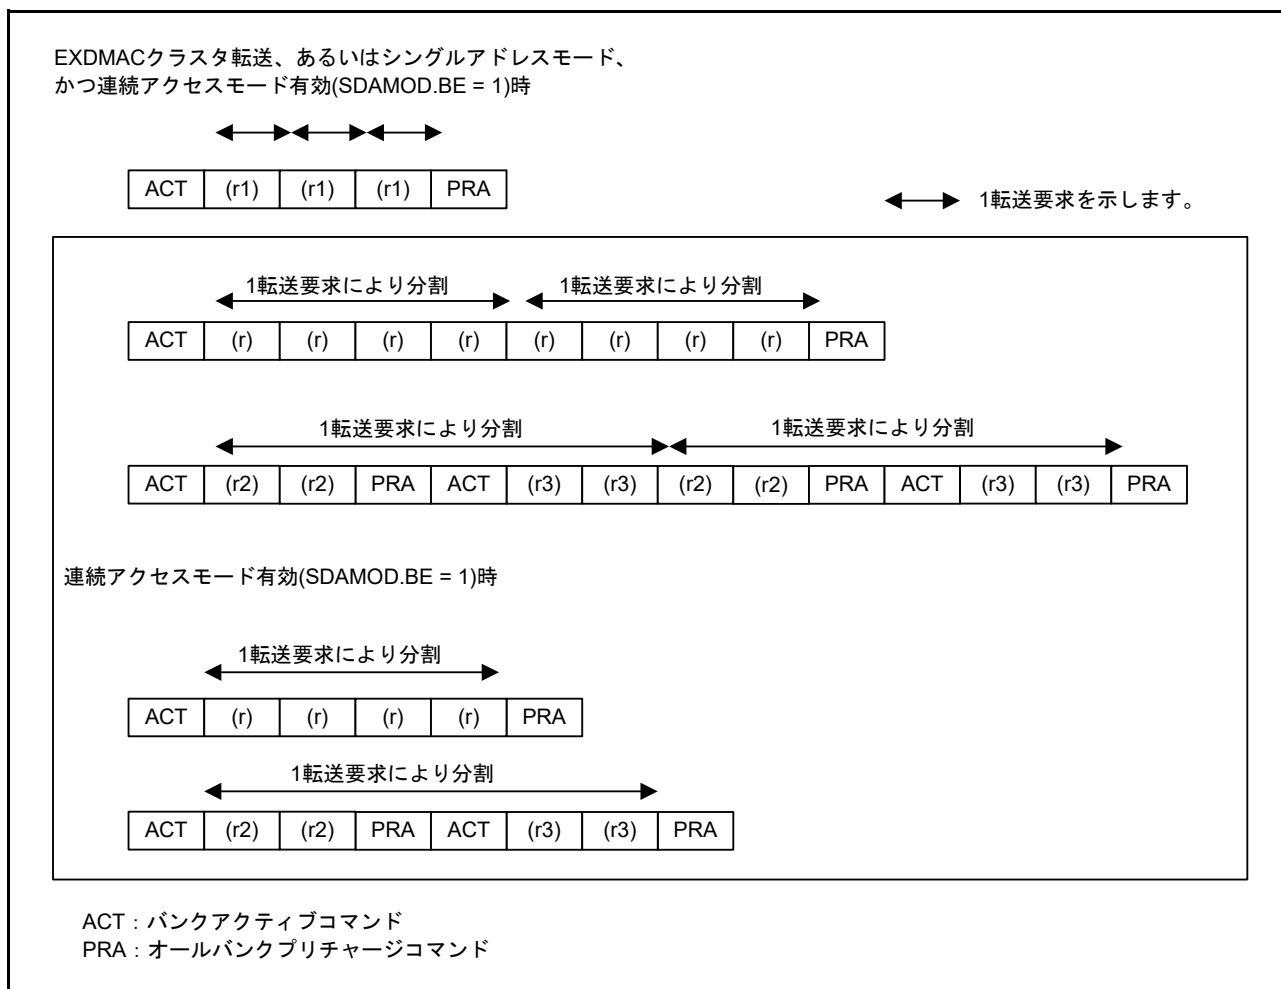 EXDMACクラスタ転送、あるいはシングルアドレスモード、
かつ連続アクセスモード有効(SDAMOD.BE = 1)時
ACT (r1) (r1) (r1) PRA
1転送要求を示します。
1転送要求により分割 1転送要求により分割
ACT (r) (r) (r) (r) (r) (r) (r) (r) PRA
1転送要求により分割 1転送要求により分割
ACT (r2) (r2) PRA ACT (r3) (r3) (r2) (r2) PRA ACT (r3) (r3) PRA
連続アクセスモード有効(SDAMOD.BE = 1)時
1転送要求により分割
ACT (r) (r) (r) (r) PRA
1転送要求により分割
ACT (r2) (r2) PRA ACT (r3) (r3) PRA
ACT：バンクアクティブコマンド
PRA：オールバンクプリチャージコマンド